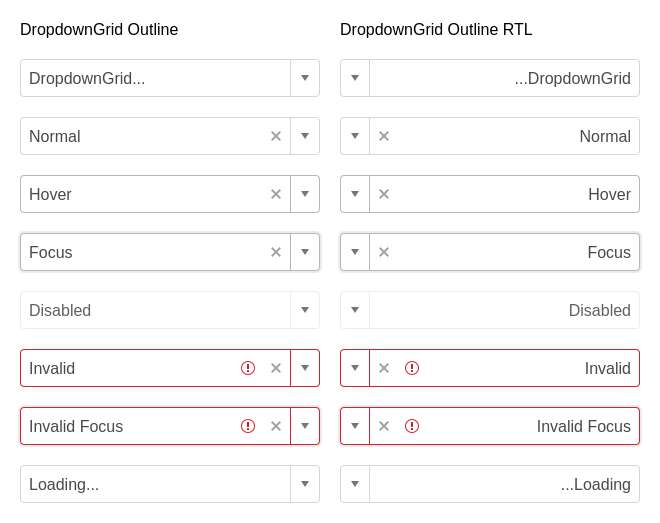 DropdownGrid Outline
DropdownGrid...
Normal
Hover
Focus
Disabled
Invalid
Invalid Focus
Loading...
DropdownGrid Outline RTL
...DropdownGrid
Normal
Hover
Focus
Disabled
Invalid
Invalid Focus
...Loading